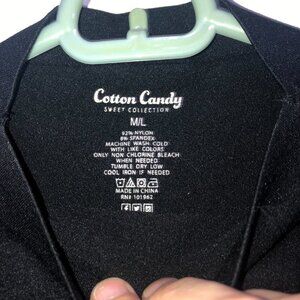 Cotton Candy
SWEET COLLECTION
M/L
92% NYLON
8% SPANDEX
MACHINE WASH COLD
WITH LIKE COLORS
ONLY NON CHLORINE BLEACH
WHEN NEEDED
TUMBLE DRY LOW
COOL IRON IF NEEDED
MADE IN CHINA
RN# 101962